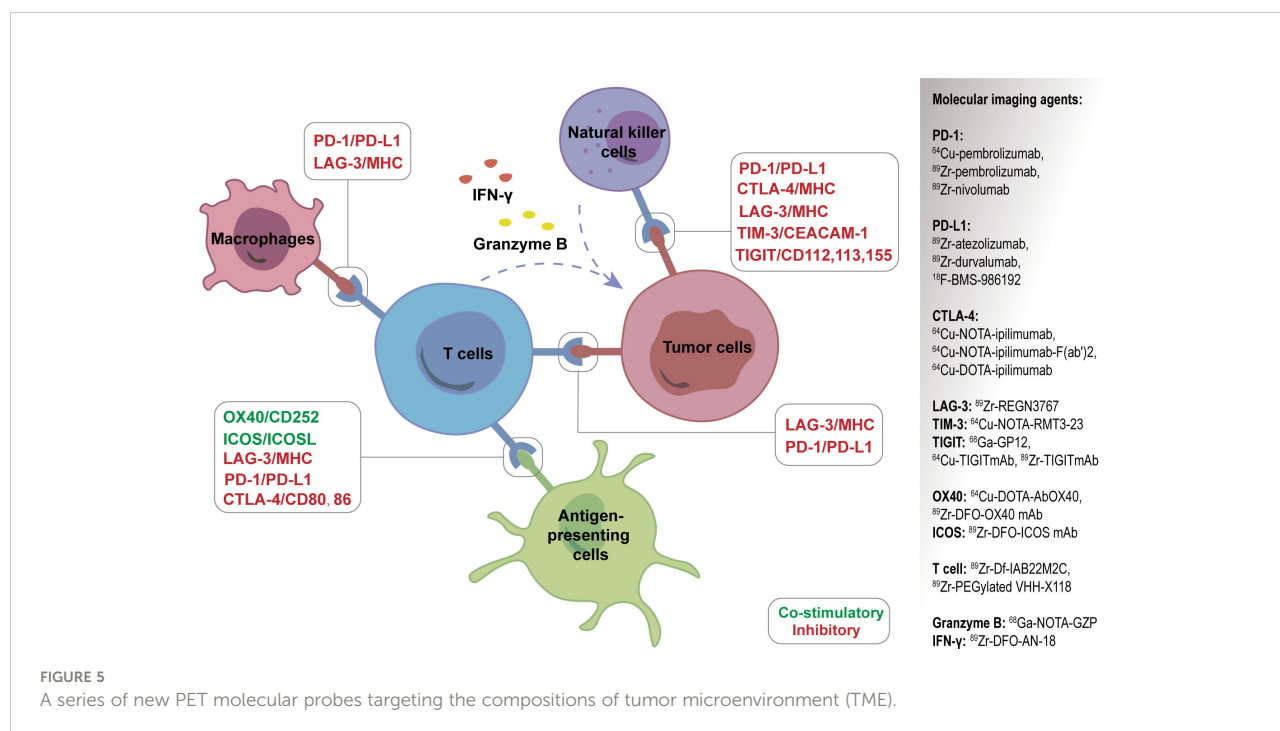 PD-1/PD-L1
LAG-3/MHC
Macrophages
IFN-γ
Granzyme B
Natural killer
cells
PD-1/PD-L1
CTLA-4/MHC
LAG-3/MHC
TIM-3/CEACAM-1
TIGIT/CD112,113,155
T cells
Tumor cells
OX40/CD252
ICOS/ICOSL
LAG-3/MHC
PD-1/PD-L1
CTLA-4/CD80, 86
LAG-3/MHC
PD-1/PD-L1
Antigen-
presenting
cells
Co-stimulatory
Inhibitory
Molecular imaging agents:
PD-1:
⁶⁴Cu-pembrolizumab,
⁸⁹Zr-pembrolizumab,
⁸⁹Zr-nivolumab
PD-L1:
⁸⁹Zr-atezolizumab,
⁸⁹Zr-durvalumab,
¹⁸F-BMS-986192
CTLA-4:
⁶⁴Cu-NOTA-ipilimumab,
⁶⁴Cu-NOTA-ipilimumab-F(ab')2,
⁶⁴Cu-DOTA-ipilimumab
LAG-3: ⁸⁹Zr-REGN3767
TIM-3: ⁶⁴Cu-NOTA-RMT3-23
TIGIT: ⁶⁸Ga-GP12,
⁶⁴Cu-TIGITmAb, ⁸⁹Zr-TIGITmAb
OX40: ⁶⁴Cu-DOTA-AbOX40,
⁸⁹Zr-DFO-OX40 mAb
ICOS: ⁸⁹Zr-DFO-ICOS mAb
T cell: ⁸⁹Zr-Df-IAB22M2C,
⁸⁹Zr-PEGylated VHH-X118
Granzyme B: ⁶⁸Ga-NOTA-GZP
IFN-γ: ⁸⁹Zr-DFO-AN-18
FIGURE 5
A series of new PET molecular probes targeting the compositions of tumor microenvironment (TME).